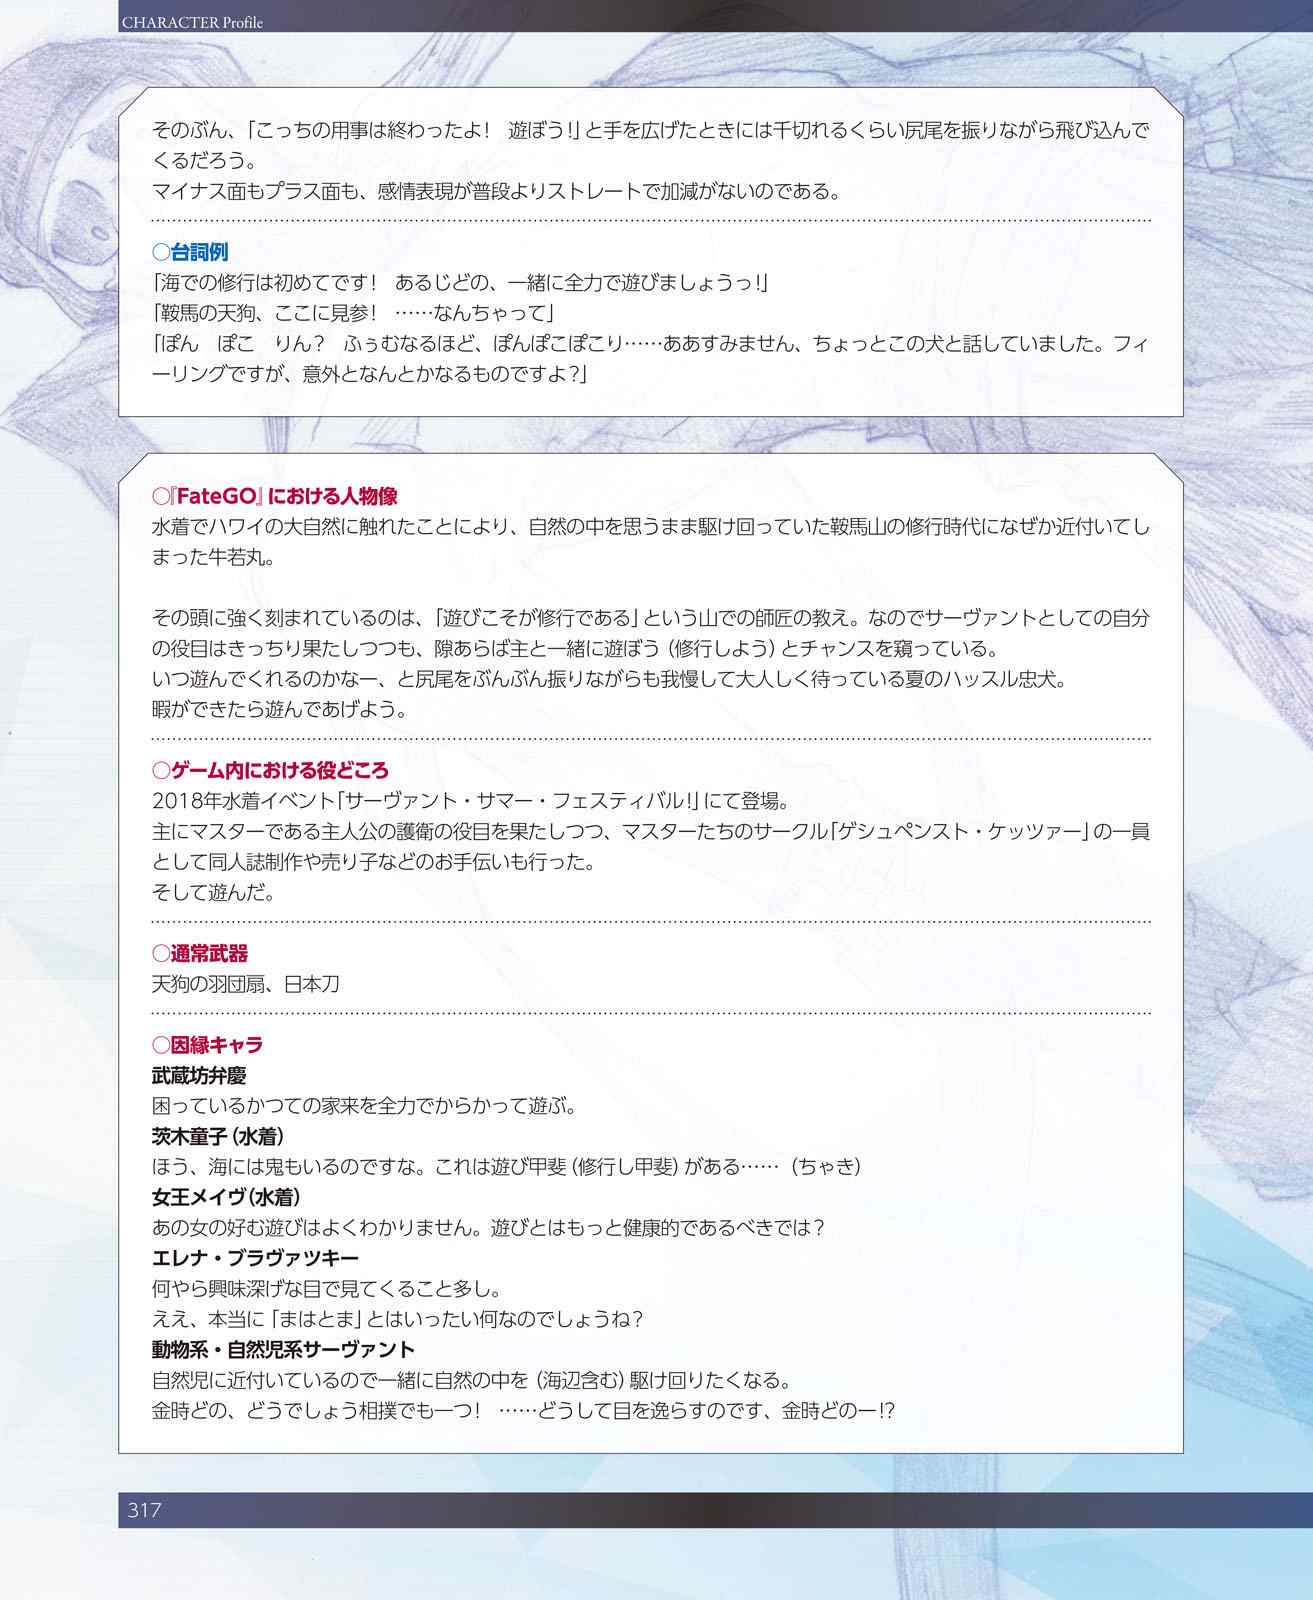 CHARACTER Profile
そのぶん、「こっちの用事は終わったよ！　遊ぼう！」と手を広げたときには千切れるくらい尻尾を振りながら飛び込んで
くるだろう。
マイナス面もプラス面も、感情表現が普段よりストレートで加減がないのである。
○台詞例
「海での修行は初めてです！　あるじどの、一緒に全力で遊びましょうっ！」
「鞍馬の天狗、ここに見参！　……なんちゃって」
「ぽん　ぽこ　りん？　ふぅむなるほど、ぽんぽこぽこり……ああすみません、ちょっとこの犬と話していました。フィ
ーリングですが、意外となんとかなるものですよ？」
○『FateGO』における人物像
水着でハワイの大自然に触れたことにより、自然の中を思うまま駆け回っていた鞍馬山の修行時代になぜか近付いてし
まった牛若丸。
その頭に強く刻まれているのは、「遊びこそが修行である」という山での師匠の教え。なのでサーヴァントとしての自分
の役目はきっちり果たしつつも、隙あらば主と一緒に遊ぼう（修行しよう）とチャンスを窺っている。
いつ遊んでくれるのかなー、と尻尾をぶんぶん振りながらも我慢して大人しく待っている夏のハッスル忠犬。
暇ができたら遊んであげよう。
○ゲーム内における役どころ
2018年水着イベント「サーヴァント・サマー・フェスティバル！」にて登場。
主にマスターである主人公の護衛の役目を果たしつつ、マスターたちのサークル「ゲシュペンスト・ケッツァー」の一員
として同人誌制作や売り子などのお手伝いも行った。
そして遊んだ。
○通常武器
天狗の羽団扇、日本刀
○因縁キャラ
武蔵坊弁慶
困っているかつての家来を全力でからかって遊ぶ。
茨木童子（水着）
ほう、海には鬼もいるのですな。これは遊び甲斐（修行し甲斐）がある……（ちゃき）
女王メイヴ（水着）
あの女の好む遊びはよくわかりません。遊びとはもっと健康的であるべきでは？
エレナ・ブラヴァツキー
何やら興味深げな目で見てくること多し。
ええ、本当に「まはとま」とはいったい何なのでしょうね？
動物系・自然児系サーヴァント
自然児に近付いているので一緒に自然の中を（海辺含む）駆け回りたくなる。
金時どの、どうでしょう相撲でも一つ！　……どうして目を逸らすのです、金時どのー!?
317